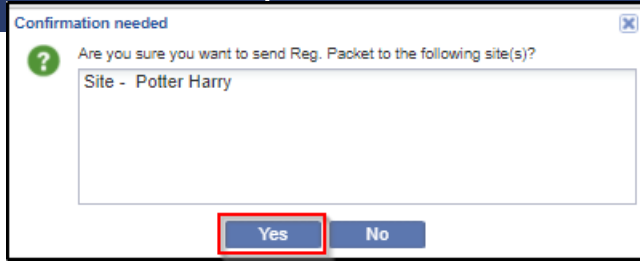 Confirmation needed
Are you sure you want to send Reg. Packet to the following site(s)?
Site - Potter Harry
Yes No